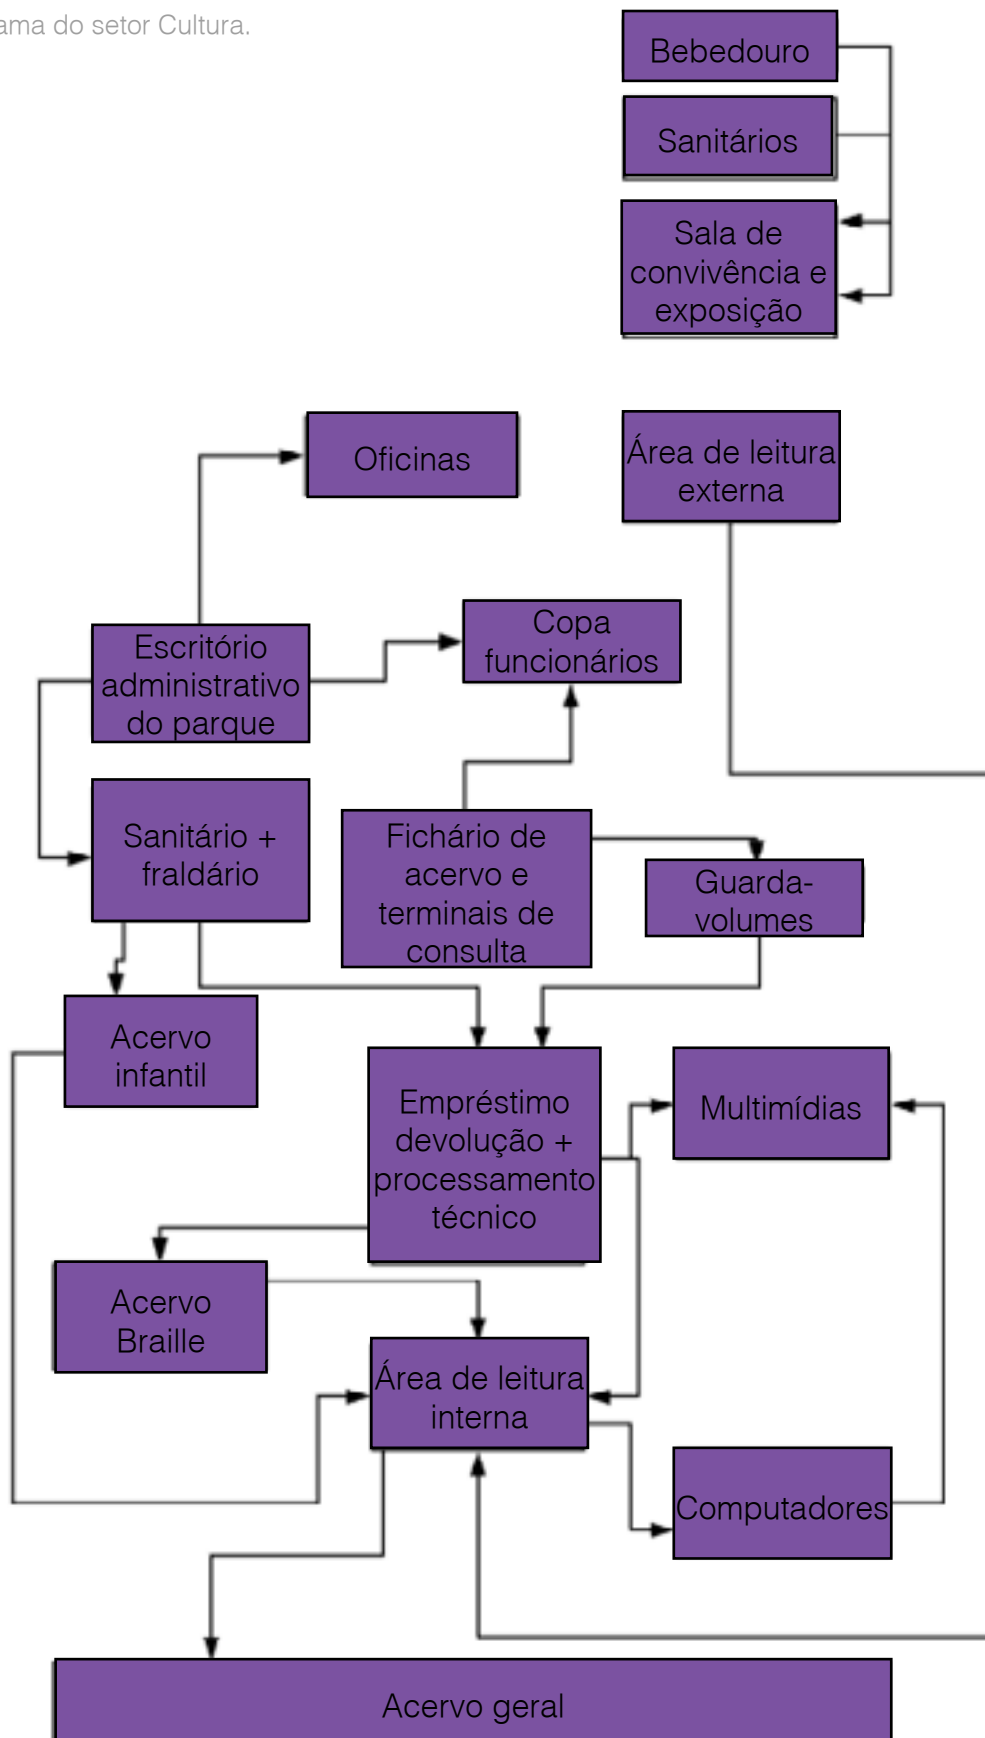 do setor Cultura.
Bebedouro
Sanitários
Sala de
convivência e
exposição
Oficinas
Área de leitura
externa
Copa
funcionários
Escritório
administrativo
do parque
Sanitário +
fraldário
Fichário de
acervo e
terminais de
consulta
Guarda-
volumes
Acervo
infantil
Empréstimo
devolução +
processamento
técnico
Multimídias
Acervo
Braille
Área de leitura
interna
Computadores
Acervo geral